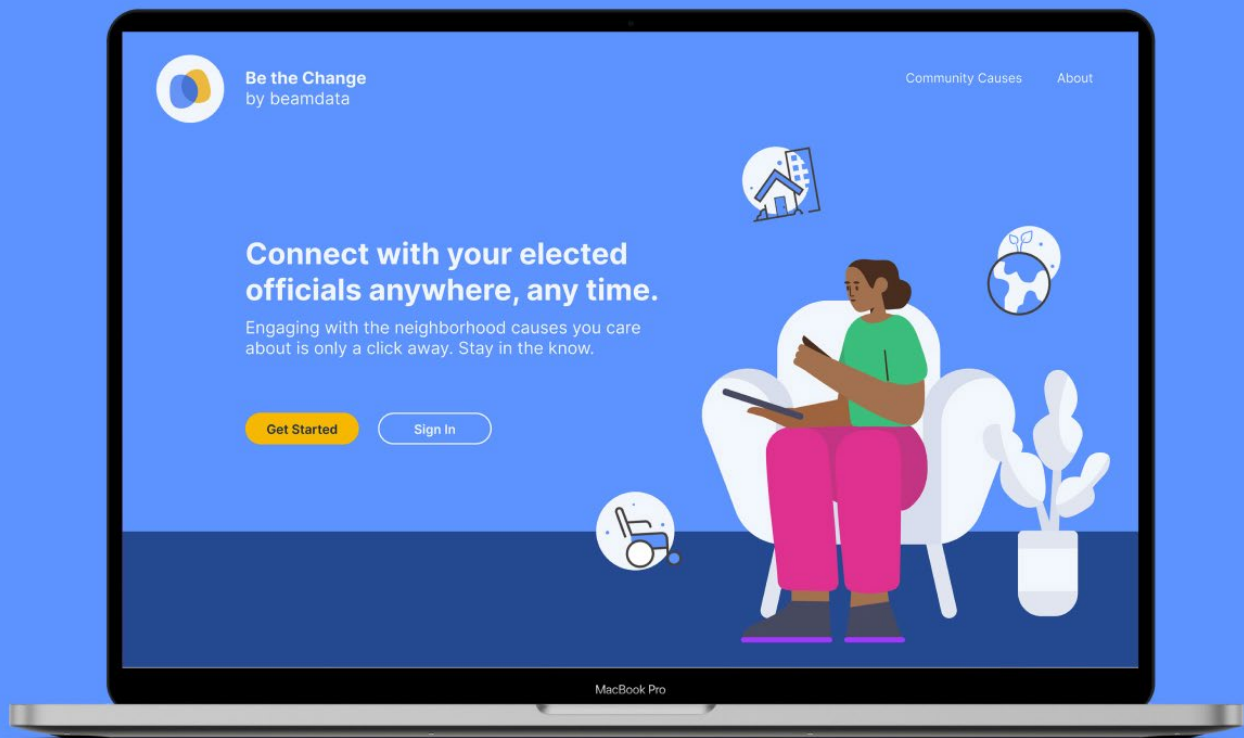 Be the Change
by beamdata
Community Causes
About
Connect with your elected
officials anywhere, any time.
Engaging with the neighborhood causes you care
about is only a click away. Stay in the know.
Get Started
Sign In
MacBook Pro